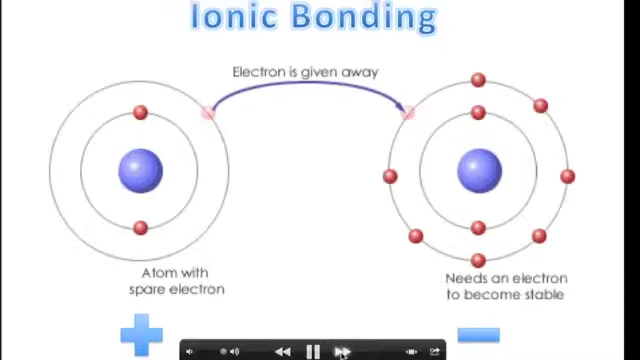 Ionic Bonding
Electron is given away
Atom with
spare electron
Needs an electron
to become stable